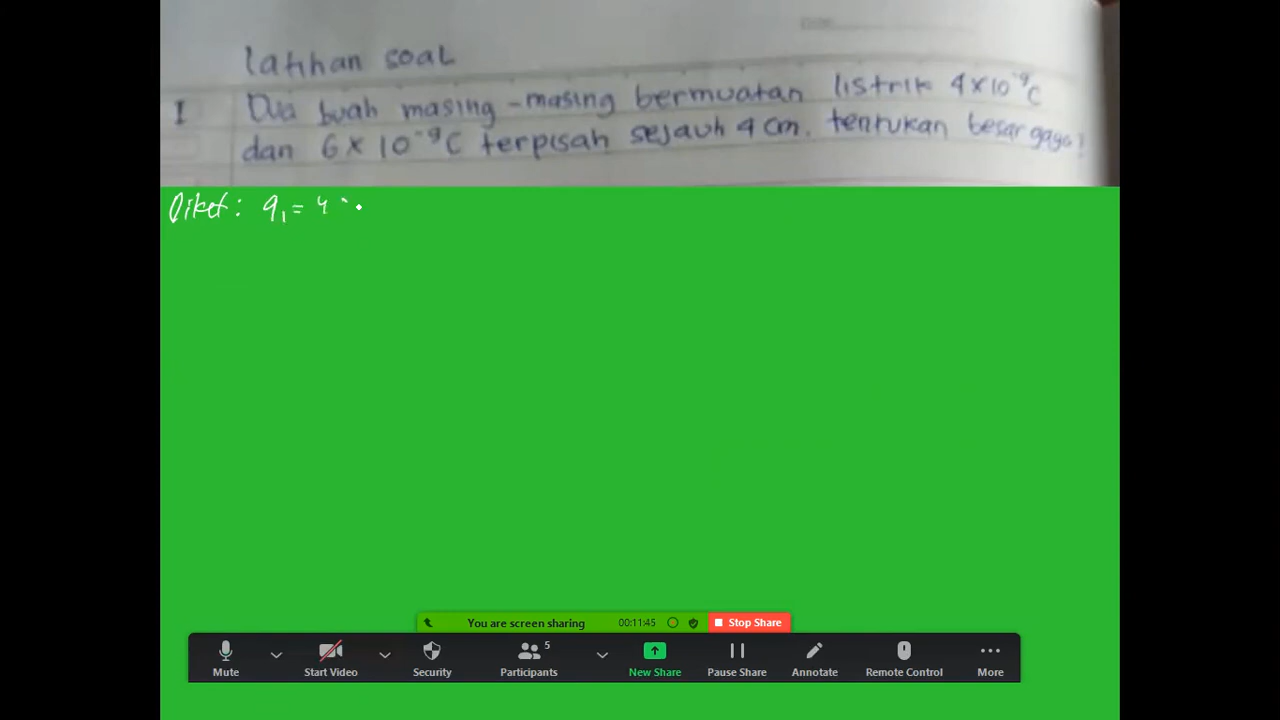 latihan soal
I Dua buah masing-masing bermuatan listrik 4×10⁻⁹C
dan 6×10⁻⁹C terpisah sejauh 4 cm. tentukan besar gaya!
Diket: q₁ = 4
You are screen sharing 00:11:45 Stop Share
5
Mute Start Video Security Participants New Share Pause Share Annotate Remote Control More